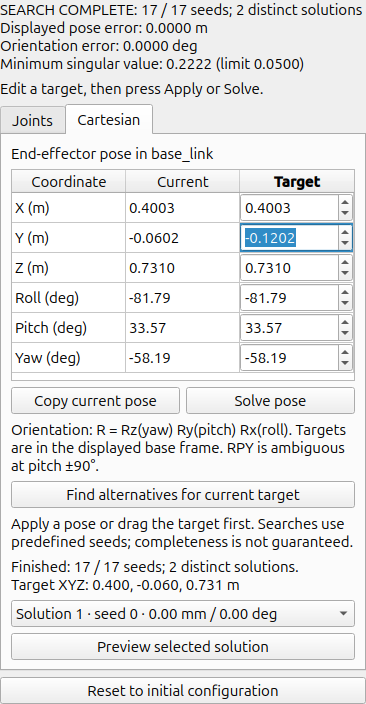 SEARCH COMPLETE: 17 / 17 seeds; 2 distinct solutions
Displayed pose error: 0.0000 m
Orientation error: 0.0000 deg
Minimum singular value: 0.2222 (limit 0.0500)
Edit a target, then press Apply or Solve.
Joints Cartesian
End-effector pose in base_link
Coordinate Current Target
X (m) 0.4003 0.4003
Y (m) -0.0602 -0.1202
Z (m) 0.7310 0.7310
Roll (deg) -81.79 -81.79
Pitch (deg) 33.57 33.57
Yaw (deg) -58.19 -58.19
Copy current pose Solve pose
Orientation: R = Rz(yaw) Ry(pitch) Rx(roll). Targets
are in the displayed base frame. RPY is ambiguous
at pitch ±90°.
Find alternatives for current target
Apply a pose or drag the target first. Searches use
predefined seeds; completeness is not guaranteed.
Finished: 17 / 17 seeds; 2 distinct solutions.
Target XYZ: 0.400, -0.060, 0.731 m
Solution 1 · seed 0 · 0.00 mm / 0.00 deg
Preview selected solution
Reset to initial configuration